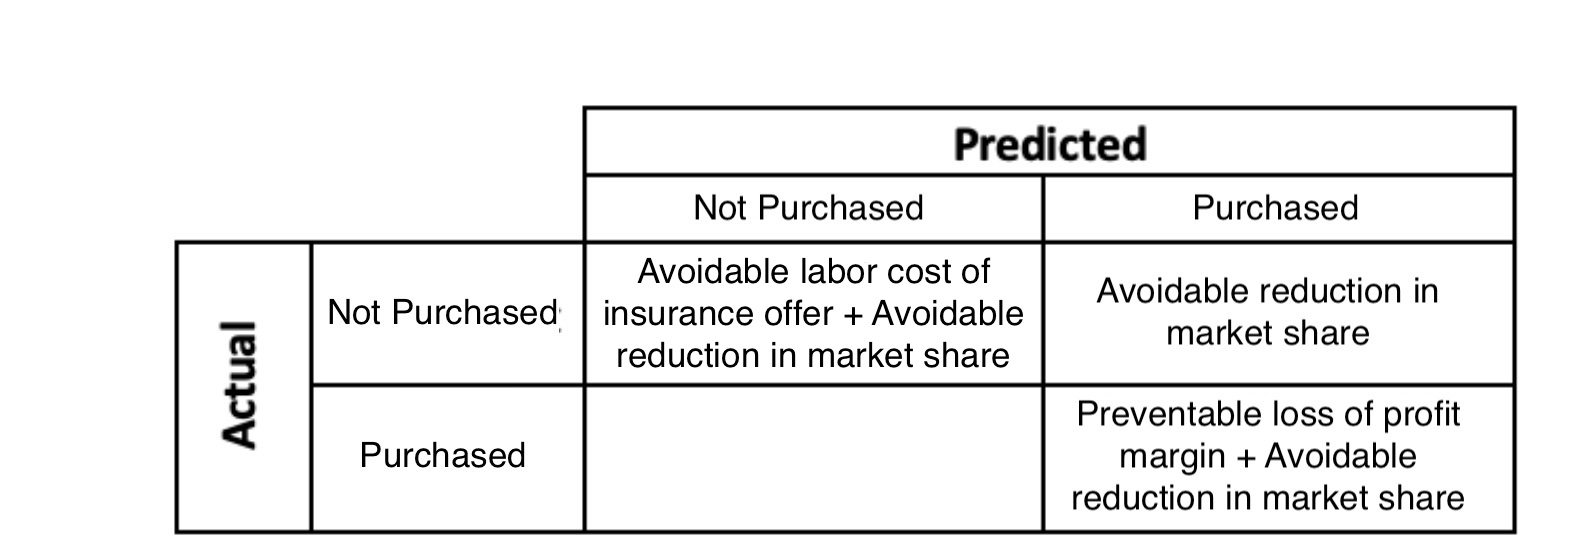 Predicted
Not Purchased
Purchased
Actual
Not Purchased
Avoidable labor cost of
insurance offer + Avoidable
reduction in market share
Avoidable reduction in
market share
Purchased
Preventable loss of profit
margin + Avoidable
reduction in market share